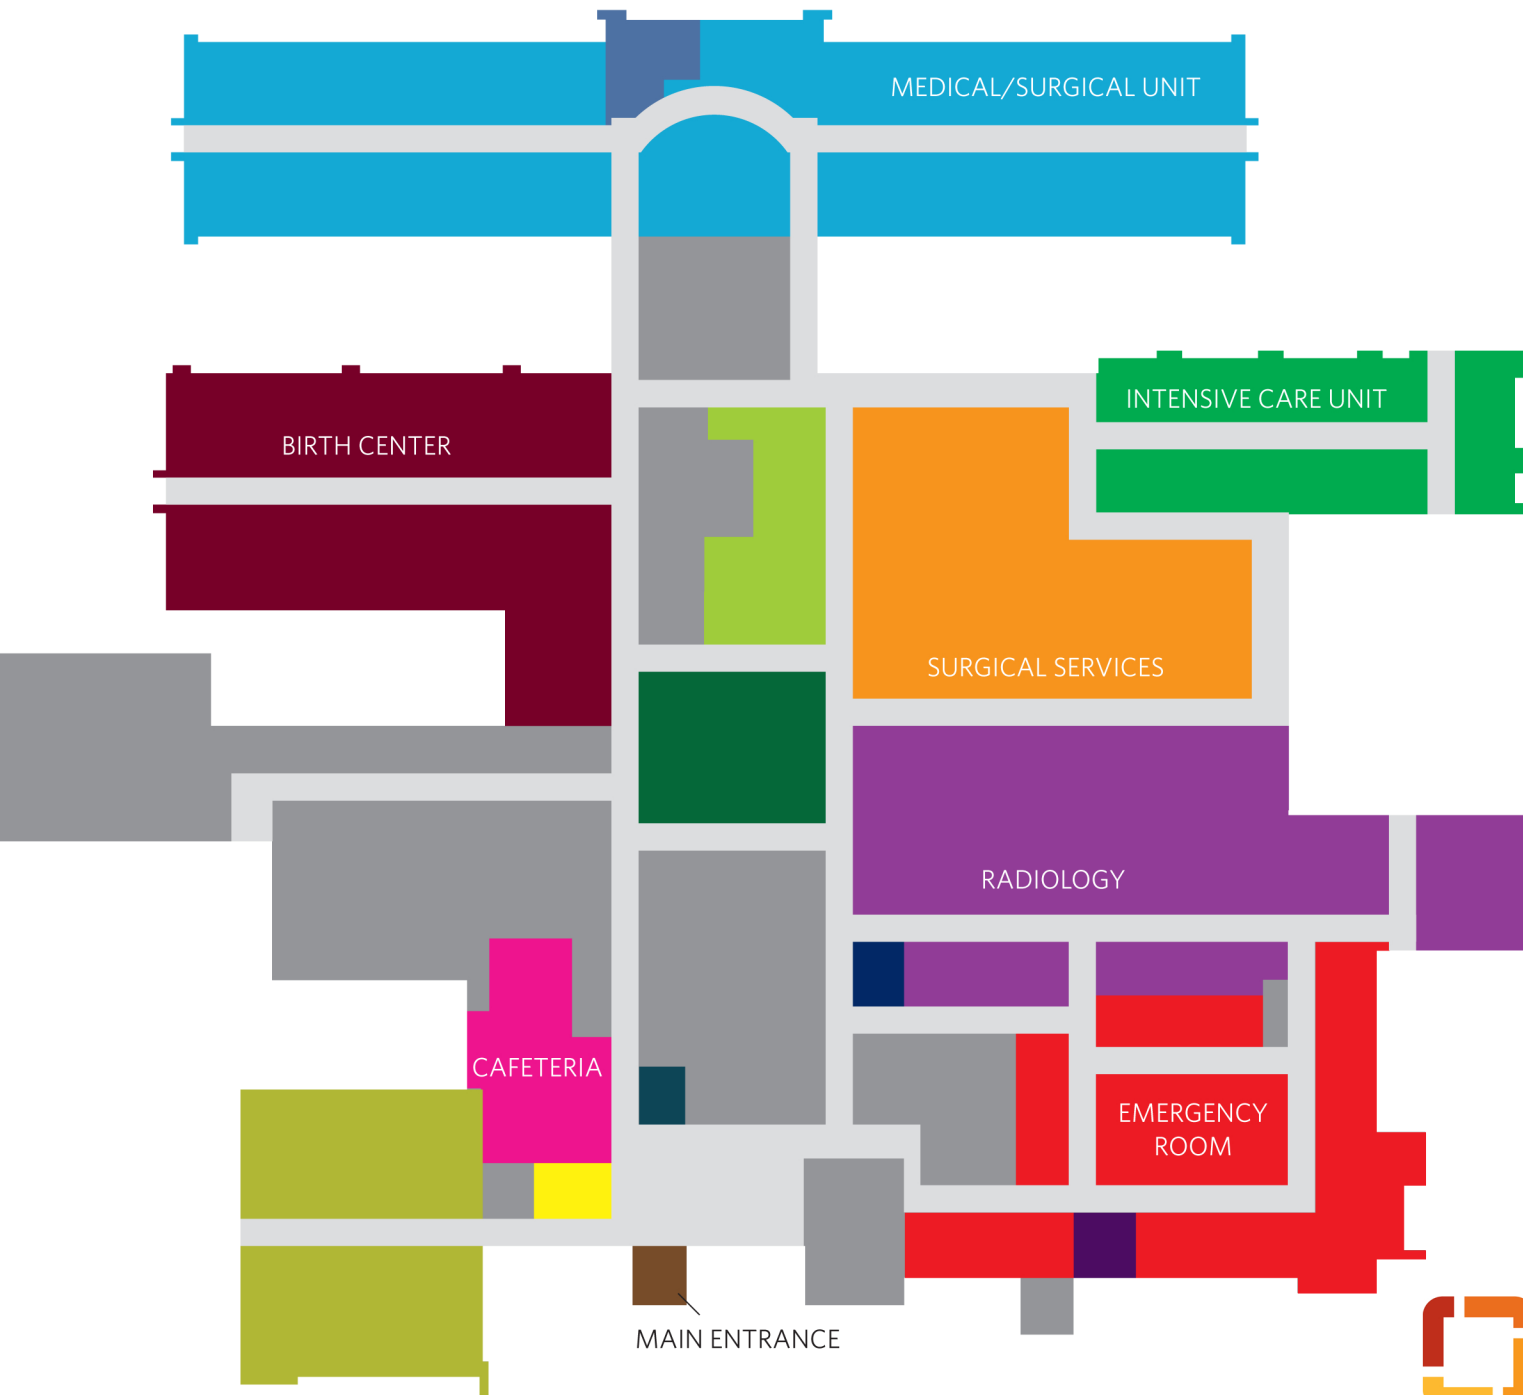 MEDICAL/SURGICAL UNIT
INTENSIVE CARE UNIT
BIRTH CENTER
SURGICAL SERVICES
RADIOLOGY
CAFETERIA
EMERGENCY
ROOM
MAIN ENTRANCE